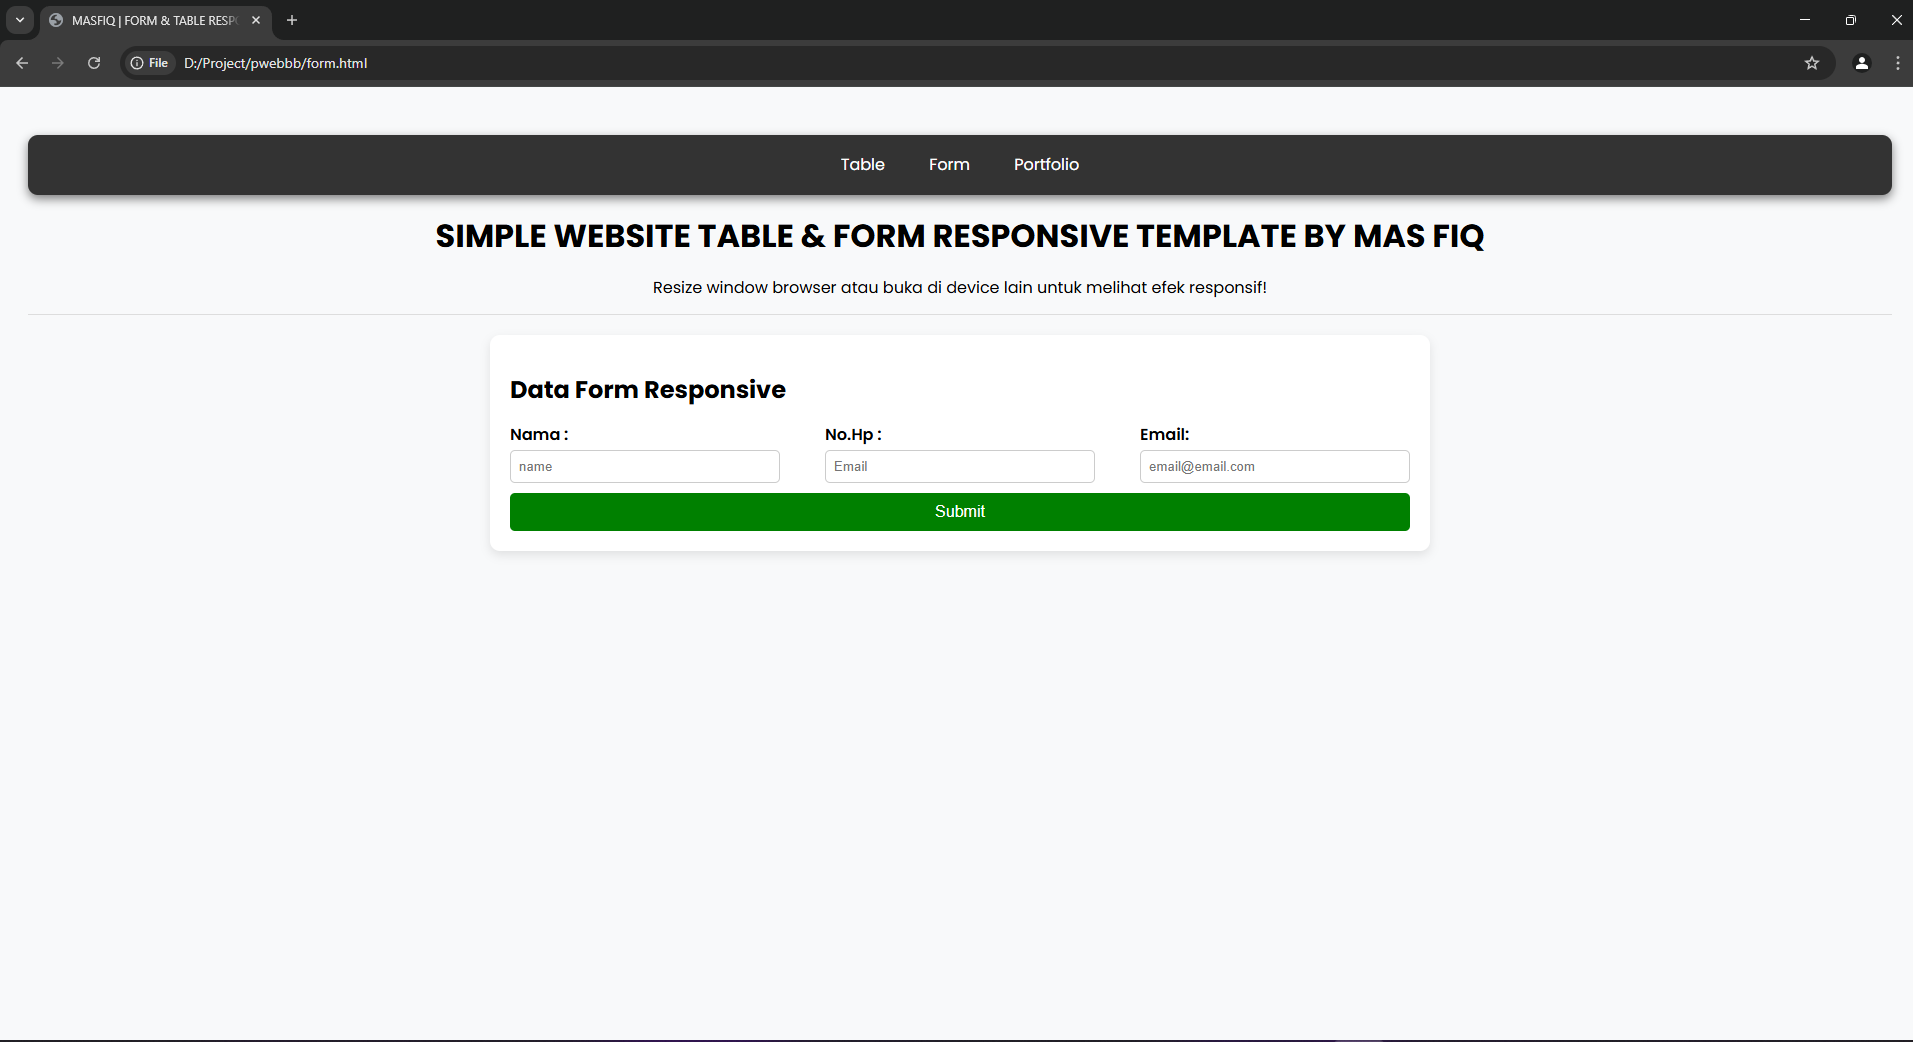 MASFIQ | FORM & TABLE RESP
File D:/Project/pwebbb/form.html
Table Form Portfolio
SIMPLE WEBSITE TABLE & FORM RESPONSIVE TEMPLATE BY MAS FIQ
Resize window browser atau buka di device lain untuk melihat efek responsif!
Data Form Responsive
Nama : No.Hp : Email:
name Email email@email.com
Submit